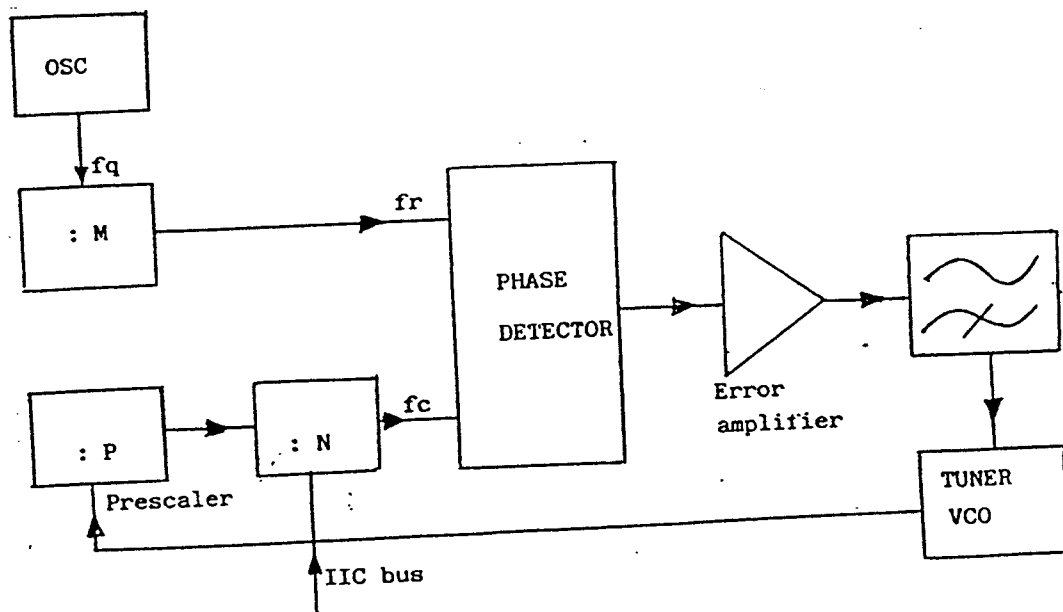 OSC
fq
: M
fr
PHASE
DETECTOR
Error
amplifier
: P
Prescaler
: N
fc
IIC bus
TUNER
VCO